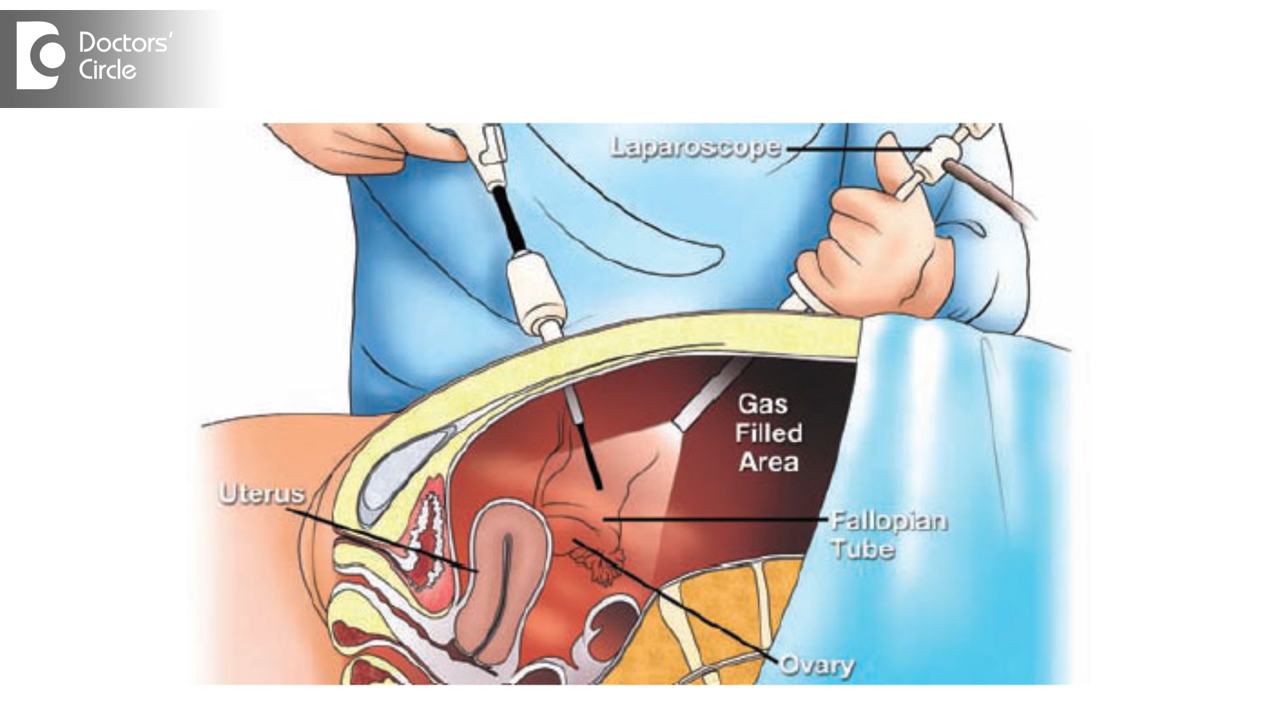 Doctors'
Circle
Laparoscope
Gas
Filled
Area
Uterus
Fallopian
Tube
Ovary